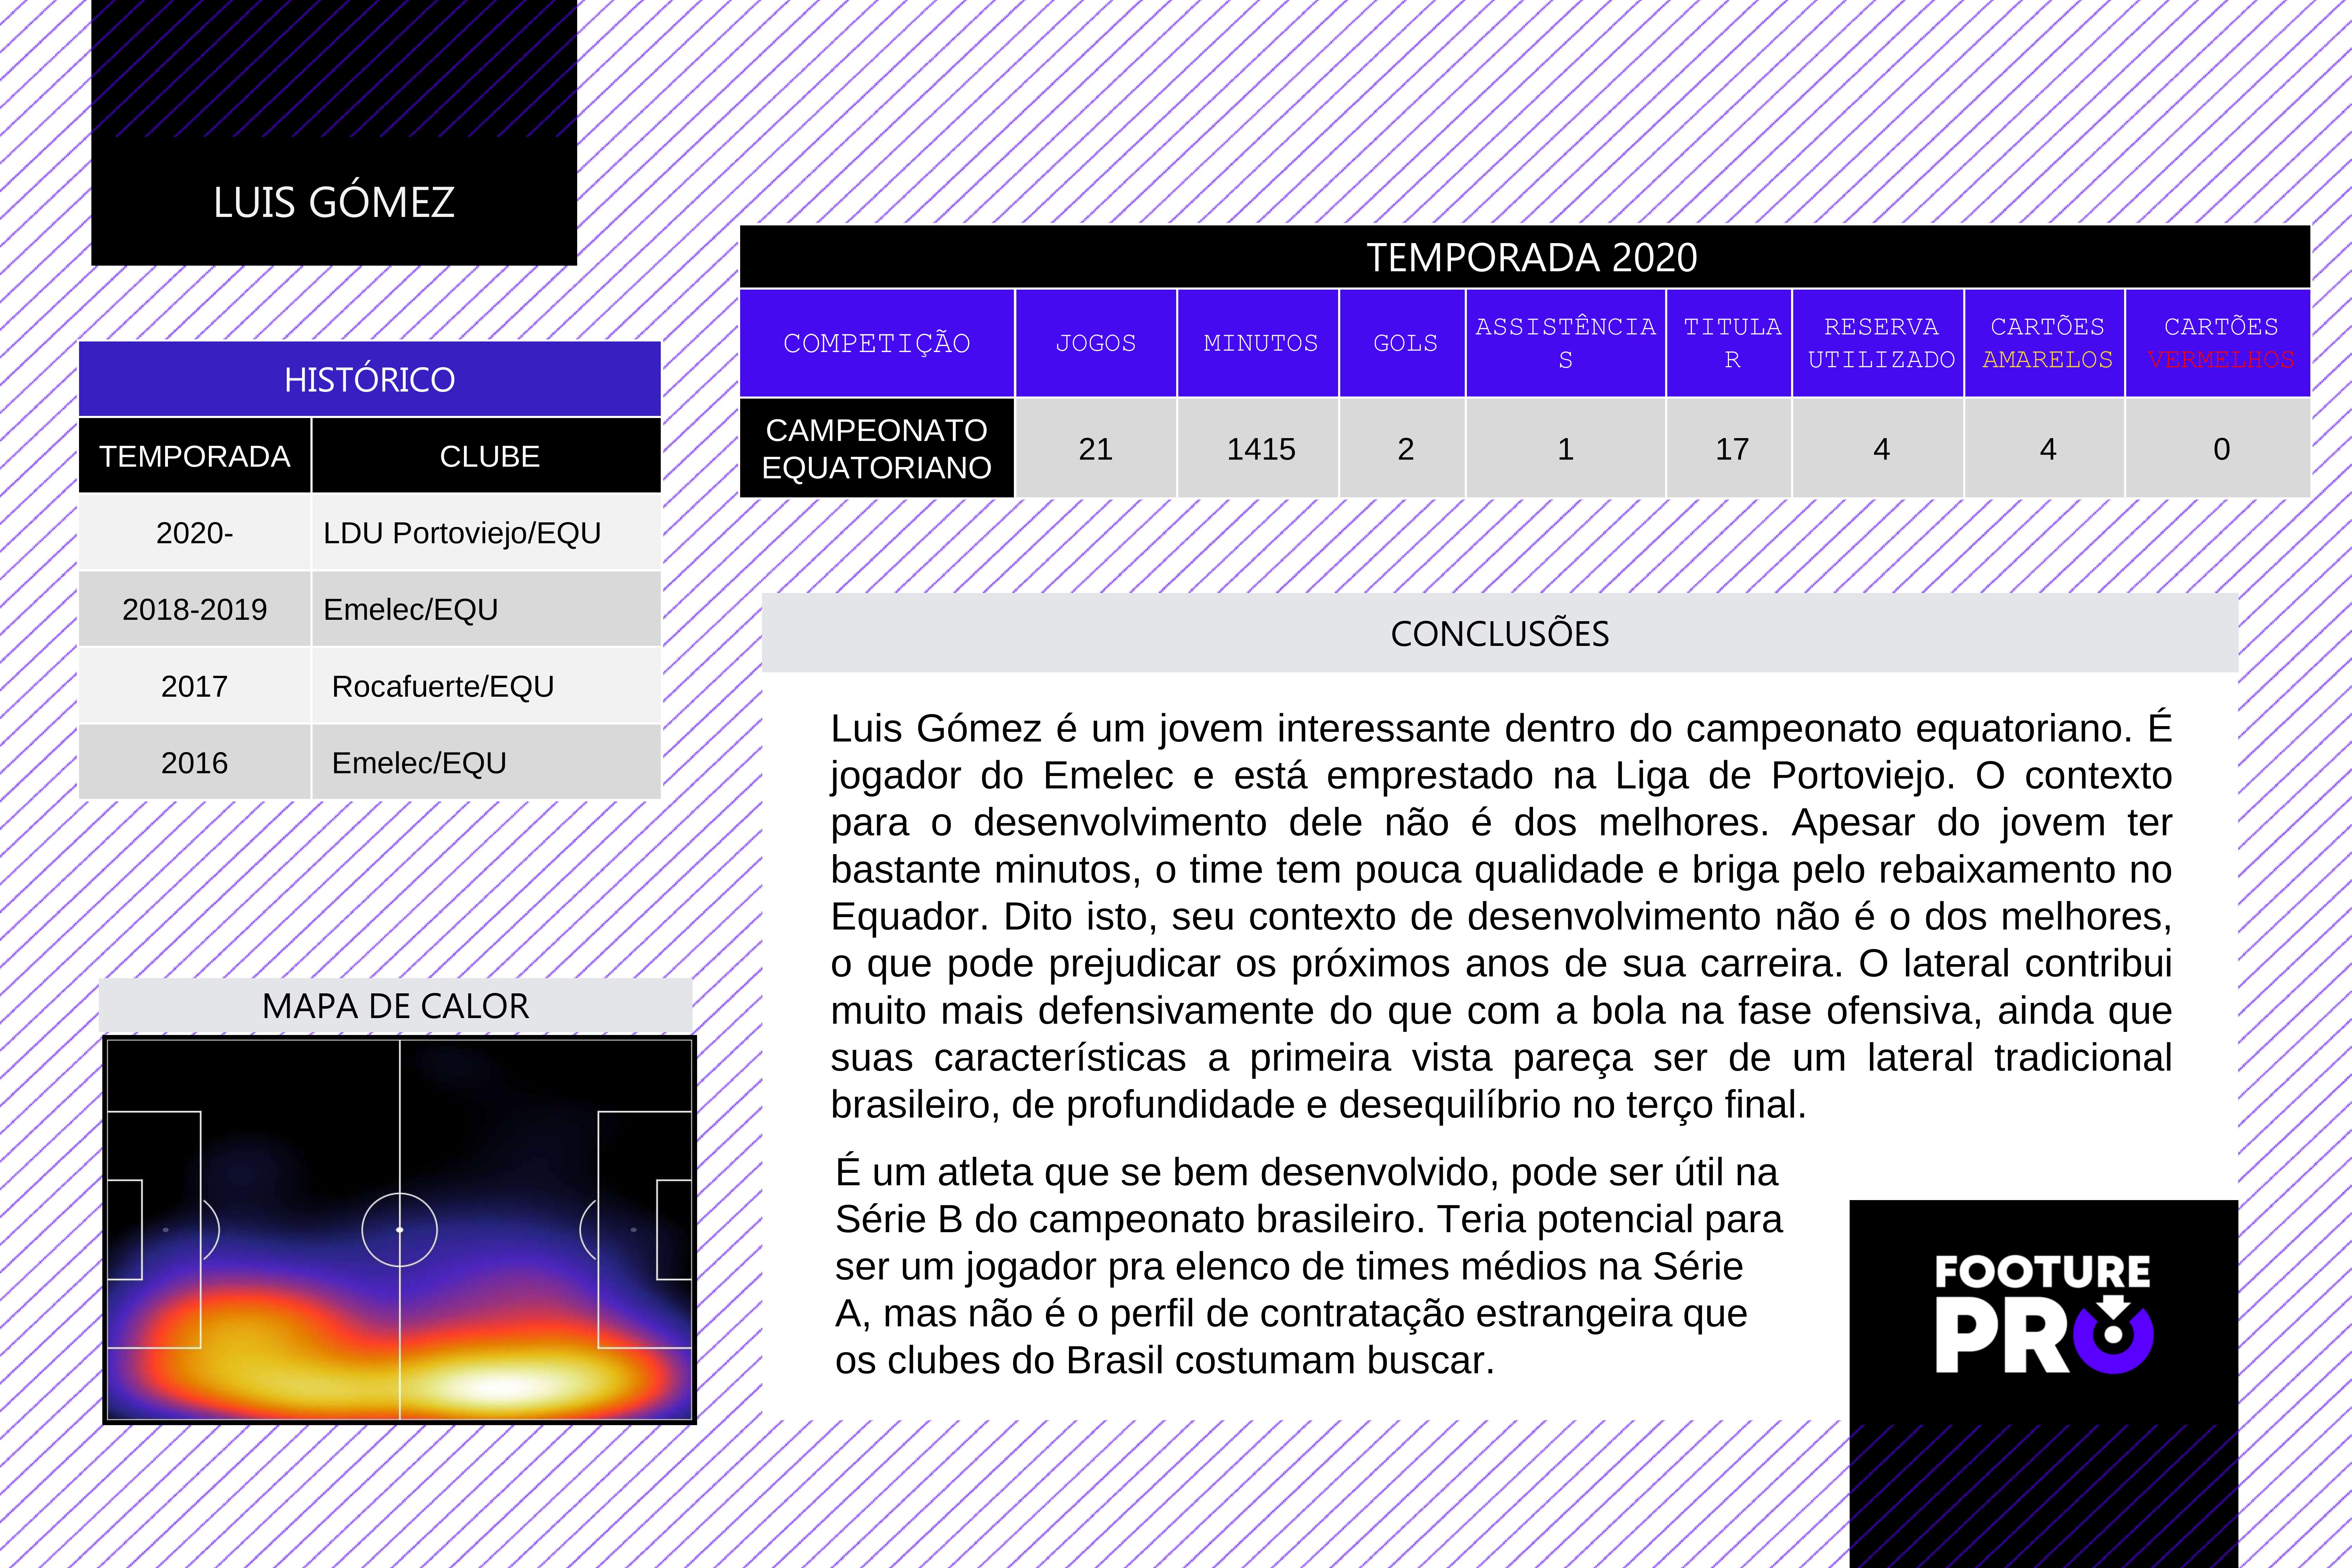 LUIS GÓMEZ
HISTÓRICO
TEMPORADA CLUBE
2020- LDU Portoviejo/EQU
2018-2019 Emelec/EQU
2017 Rocafuerte/EQU
2016 Emelec/EQU
MAPA DE CALOR
TEMPORADA 2020
COMPETIÇÃO JOGOS MINUTOS GOLS ASSISTÊNCIA
S TITULA
R RESERVA
UTILIZADO CARTÕES
AMARELOS CARTÕES
VERMELHOS
CAMPEONATO
EQUATORIANO 21 1415 2 1 17 4 4 0
CONCLUSÕES
Luis Gómez é um jovem interessante dentro do campeonato equatoriano. É
jogador do Emelec e está emprestado na Liga de Portoviejo. O contexto
para o desenvolvimento dele não é dos melhores. Apesar do jovem ter
bastante minutos, o time tem pouca qualidade e briga pelo rebaixamento no
Equador. Dito isto, seu contexto de desenvolvimento não é o dos melhores,
o que pode prejudicar os próximos anos de sua carreira. O lateral contribui
muito mais defensivamente do que com a bola na fase ofensiva, ainda que
suas características a primeira vista pareça ser de um lateral tradicional
brasileiro, de profundidade e desequilíbrio no terço final.
É um atleta que se bem desenvolvido, pode ser útil na
Série B do campeonato brasileiro. Teria potencial para
ser um jogador pra elenco de times médios na Série
A, mas não é o perfil de contratação estrangeira que
os clubes do Brasil costumam buscar.
FOOTURE
PRO